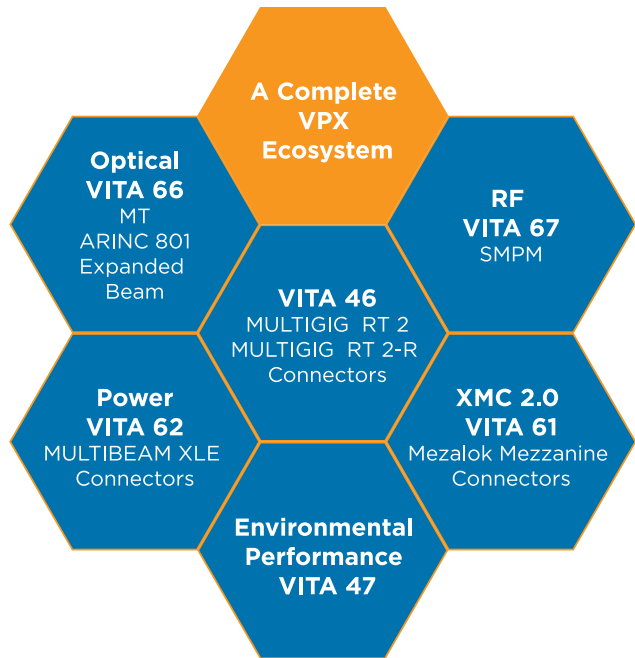 A Complete
VPX
Ecosystem
Optical
VITA 66
MT
ARINC 801
Expanded
Beam
RF
VITA 67
SMPM
VITA 46
MULTIGIG RT 2
MULTIGIG RT 2-R
Connectors
Power
VITA 62
MULTIBEAM XLE
Connectors
XMC 2.0
VITA 61
Mezalok Mezzanine
Connectors
Environmental
Performance
VITA 47